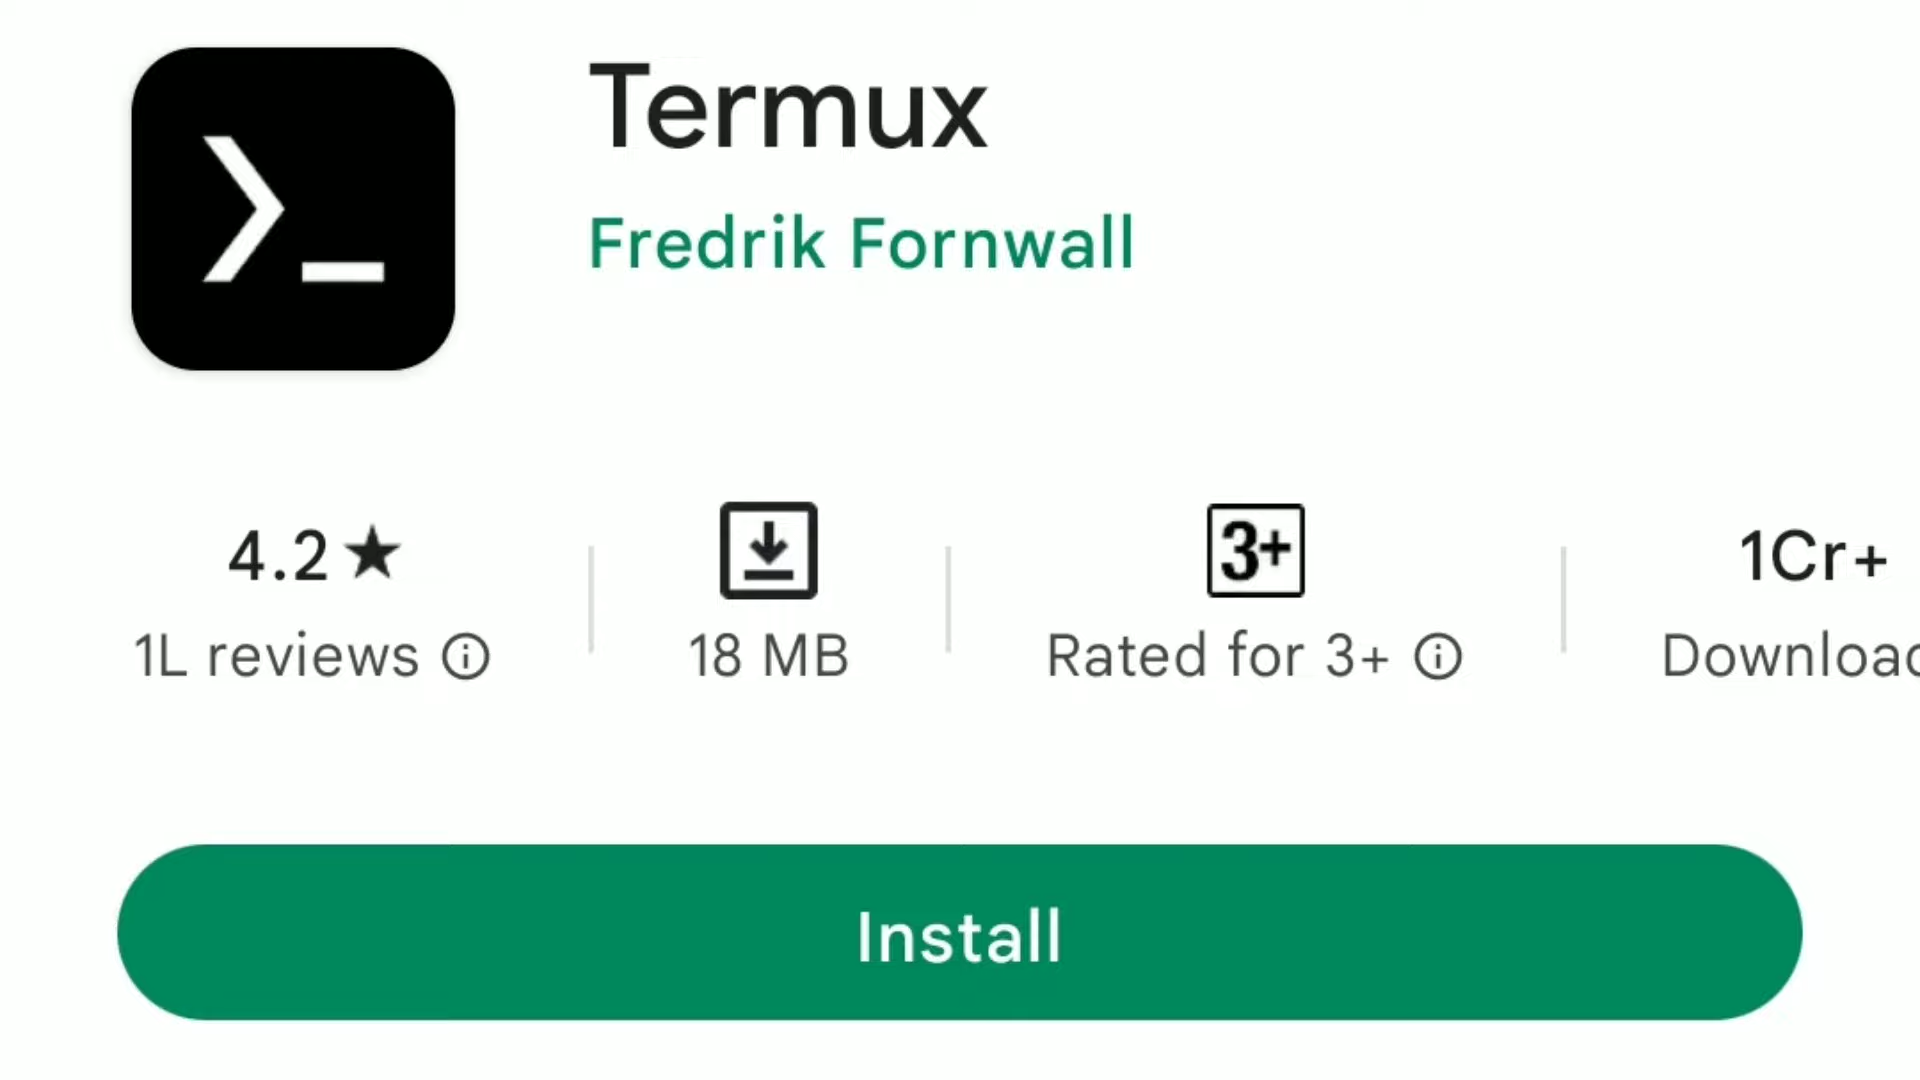 Termux
Fredrik Fornwall
4.2★
1L reviews
18 MB
3+
Rated for 3+
1Cr+
Install